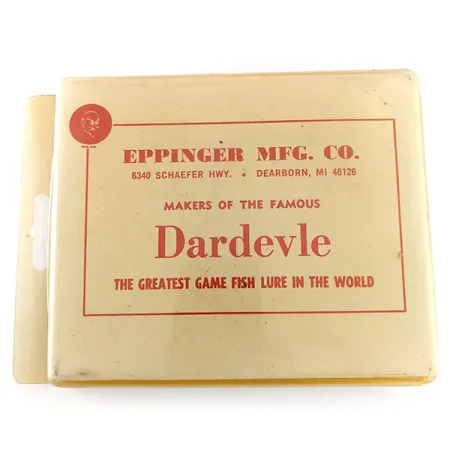 EPPINGER MFG. CO.
6340 SCHAEFER HWY. • DEARBORN, MI 48126
MAKERS OF THE FAMOUS
Dardevle
THE GREATEST GAME FISH LURE IN THE WORLD